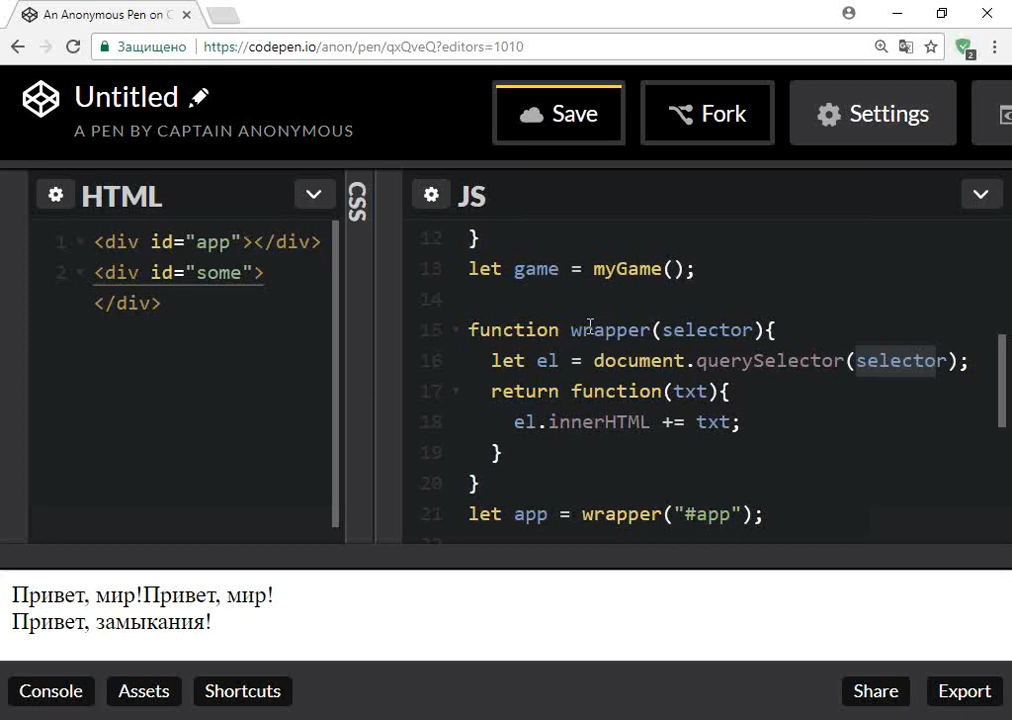 An Anonymous Pen on C
Защищено
https://codepen.io/anon/pen/qxQveQ?editors=1010
2
Untitled
A PEN BY CAPTAIN ANONYMOUS
Save
Fork
Settings
HTML
1 <div id="app"></div>
2 <div id="some">
</div>
CSS
JS
12 }
13 let game = myGame();
14
15 function wrapper(selector){
16 let el = document.querySelector(selector);
17 return function(txt){
18 el.innerHTML += txt;
19 }
20 }
21 let app = wrapper("#app");
Привет, мир!Привет, мир!
Привет, замыкания!
Console
Assets
Shortcuts
Share
Export